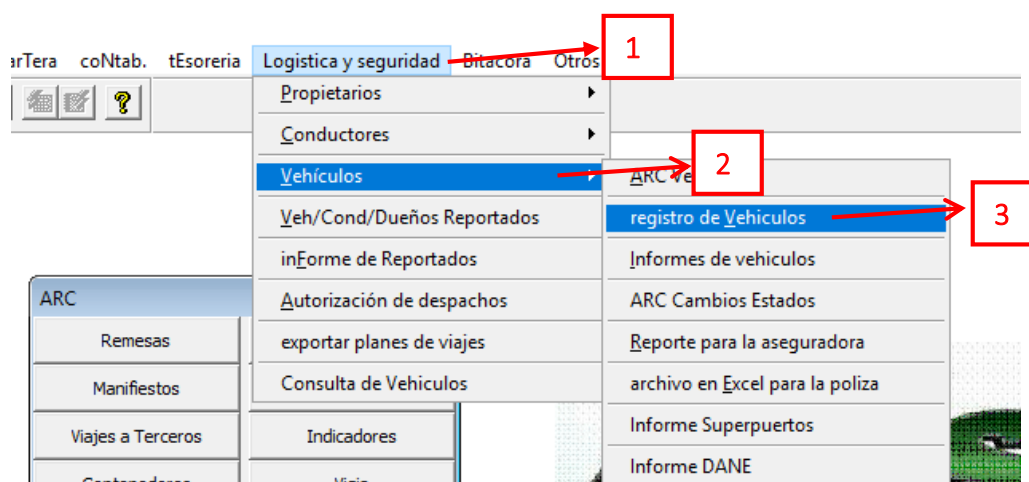 1
coNtab. tEsoreria Logistica y seguridad Bitacora Otros
Propietarios
Conductores
Vehículos
2
Veh/Cond/Dueños Reportados
inForme de Reportados
Autorización de despachos
exportar planes de viajes
Consulta de Vehiculos
ARC
registro de Vehiculos
3
Informes de vehiculos
ARC Cambios Estados
Reporte para la aseguradora
archivo en Excel para la poliza
Informe Superpuertos
Informe DANE
ARC
Remesas
Manifiestos
Viajes a Terceros
Indicadores